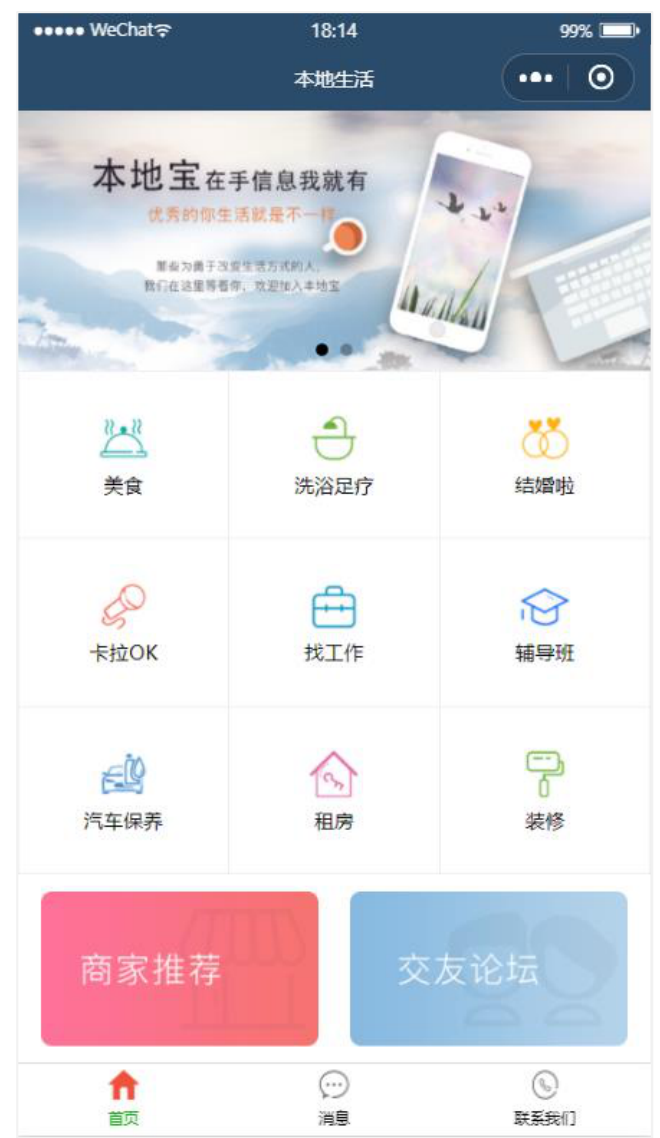 WeChat 18:14 99%
本地生活
本地宝在手信息我就有
优秀的你生活就是不一样
那些为勇于改变生活方式的人,
我们在这里等着你,欢迎加入本地宝
美食 洗浴足疗 结婚啦
卡拉OK 找工作 辅导班
汽车保养 租房 装修
商家推荐 交友论坛
首页 消息 联系我们